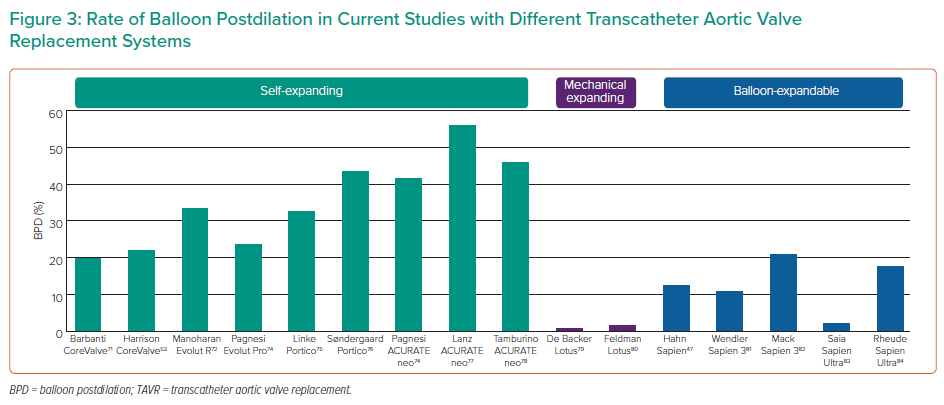 Figure 3: Rate of Balloon Postdilation in Current Studies with Different Transcatheter Aortic Valve
Replacement Systems
Self-expanding
Mechanical
expanding
Balloon-expandable
BPD (%)
60
50
40
30
20
10
0
Barbanti
CoreValve⁷¹
Harrison
CoreValve⁵³
Manoharan
Evolut R⁷²
Pagnesi
Evolut Pro⁷⁴
Linke
Portico⁷⁵
Søndergaard
Portico⁷⁶
Pagnesi
ACURATE
neo⁷⁴
Lanz
ACURATE
neo⁷⁷
Tamburino
ACURATE
neo⁷⁸
De Backer
Lotus⁷⁹
Feldman
Lotus⁸⁰
Hahn
Sapien⁴⁷
Wendler
Sapien 3⁸¹
Mack
Sapien 3⁸²
Saia
Sapien
Ultra⁸³
Rheude
Sapien
Ultra⁸⁴
BPD = balloon postdilation; TAVR = transcatheter aortic valve replacement.